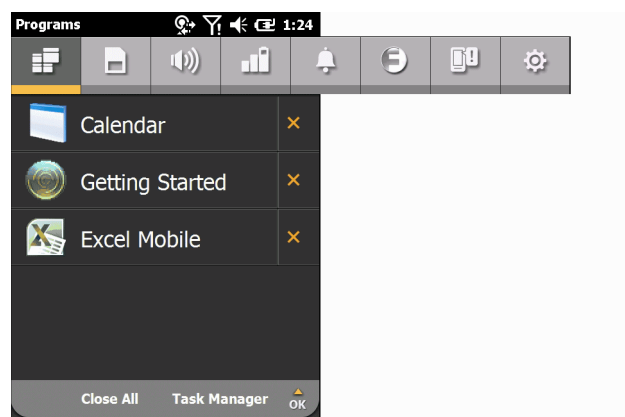 Programs 1:24
Calendar
Getting Started
Excel Mobile
Close All Task Manager OK